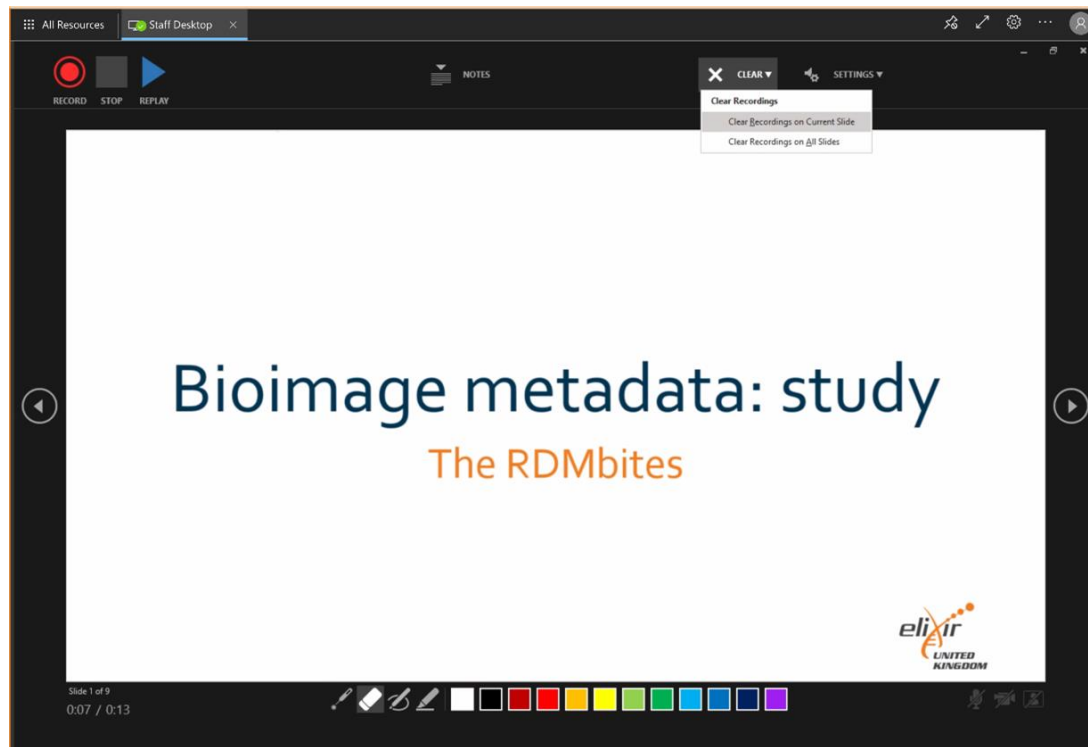 All Resources
Staff Desktop
RECORD
STOP
REPLAY
NOTES
CLEAR
SETTINGS
Clear Recordings
Clear Recordings on Current Slide
Clear Recordings on All Slides
Bioimage metadata: study
The RDMbites
elixir
UNITED
KINGDOM
Slide 1 of 9
0:07 / 0:13